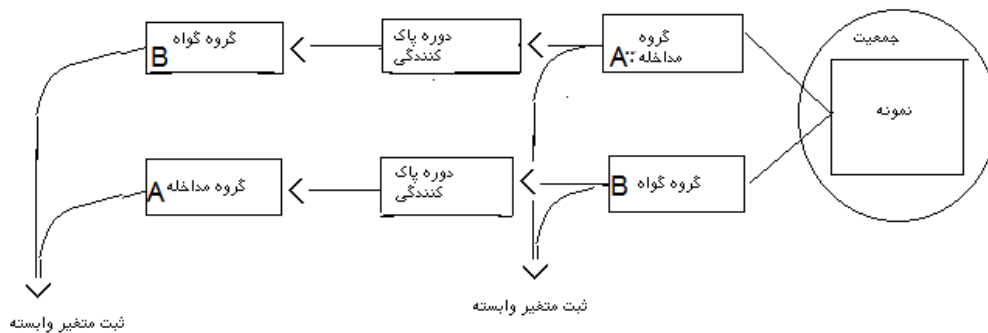 جمعیت
نمونه
گروه
مداخله A
دوره پاک
کنندگی
گروه گواه
B
گروه گواه B
دوره پاک
کنندگی
گروه مداخله A
ثبت متغیر وابسته
ثبت متغیر وابسته